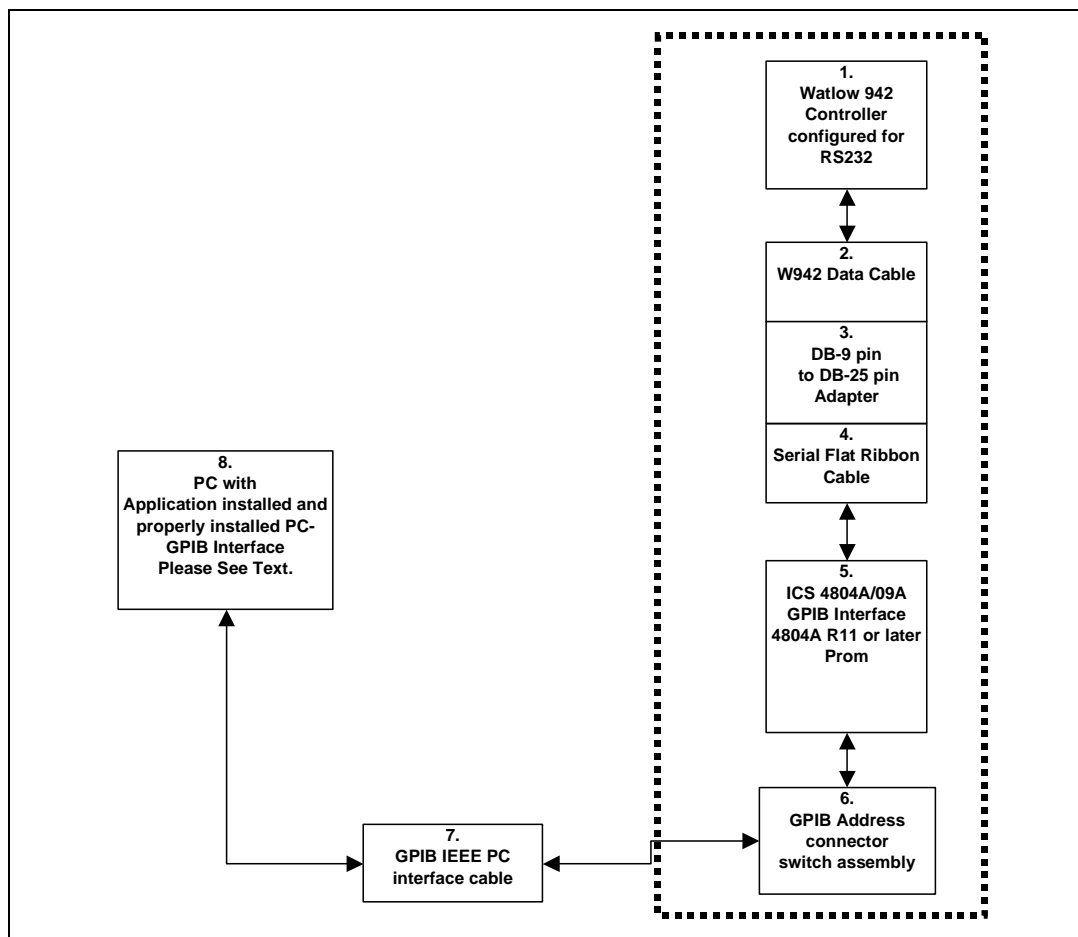 1.
Watlow 942
Controller
configured for
RS232
2.
W942 Data Cable
3.
DB-9 pin
to DB-25 pin
Adapter
4.
Serial Flat Ribbon
Cable
5.
ICS 4804A/09A
GPIB Interface
4804A R11 or later
Prom
6.
GPIB Address
connector
switch assembly
7.
GPIB IEEE PC
interface cable
8.
PC with
Application installed and
properly installed PC-
GPIB Interface
Please See Text.